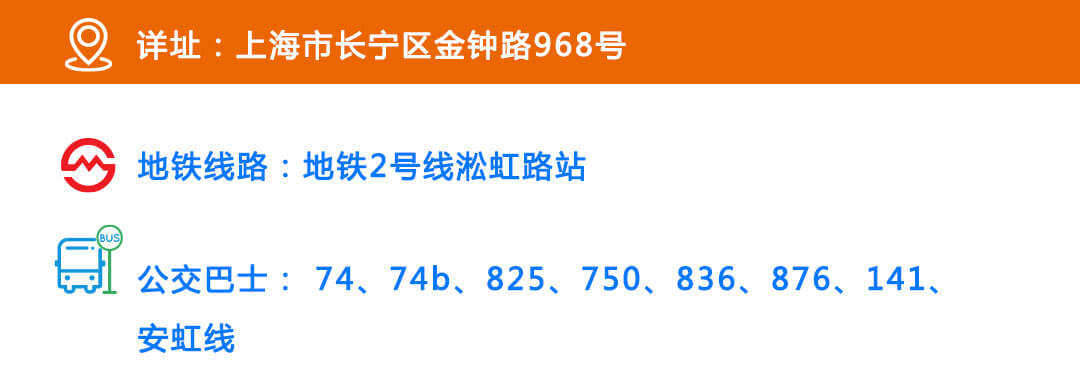 详址：上海市长宁区金钟路968号
地铁线路：地铁2号线淞虹路站
BUS
公交巴士： 74、74b、825、750、836、876、141、
安虹线